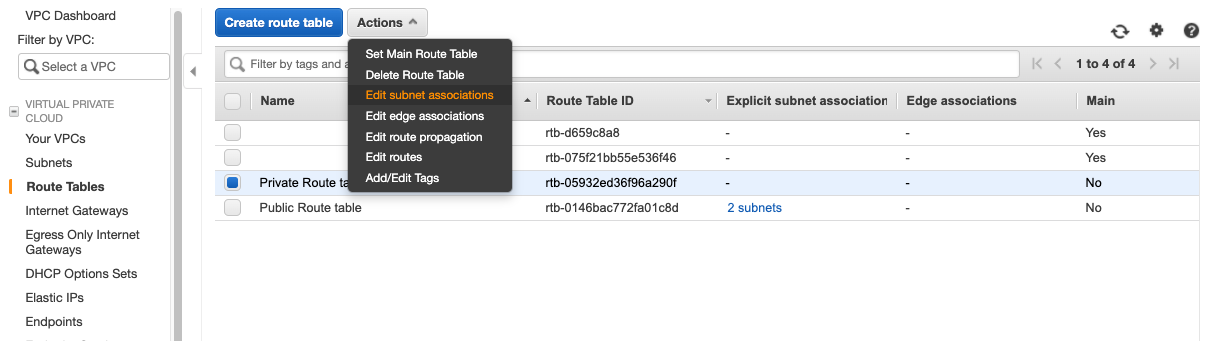 VPC Dashboard
Filter by VPC:
Select a VPC
VIRTUAL PRIVATE
CLOUD
Your VPCs
Subnets
Route Tables
Internet Gateways
Egress Only Internet
Gateways
DHCP Options Sets
Elastic IPs
Endpoints
Create route table Actions
Set Main Route Table
Delete Route Table
Edit subnet associations
Edit edge associations
Edit route propagation
Edit routes
Add/Edit Tags
Filter by tags and a 1 to 4 of 4
Name Route Table ID Explicit subnet association Edge associations Main
rtb-d659c8a8 - - Yes
rtb-075f21bb55e536f46 - - Yes
Private Route ta rtb-05932ed36f96a290f - - No
Public Route table rtb-0146bac772fa01c8d 2 subnets - No